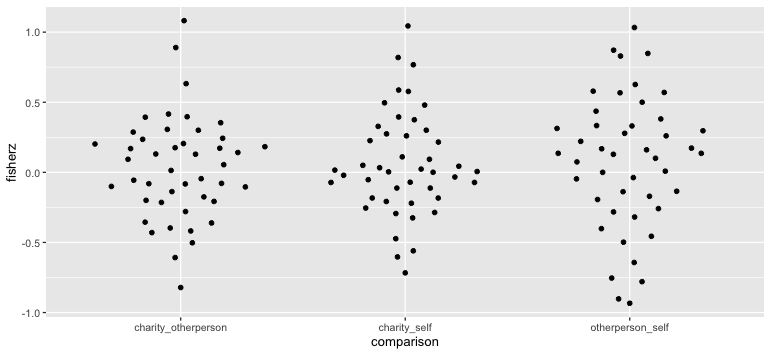 1.0
0.5
0.0
-0.5
-1.0
fisherz
charity_otherperson
charity_self
otherperson_self
comparison